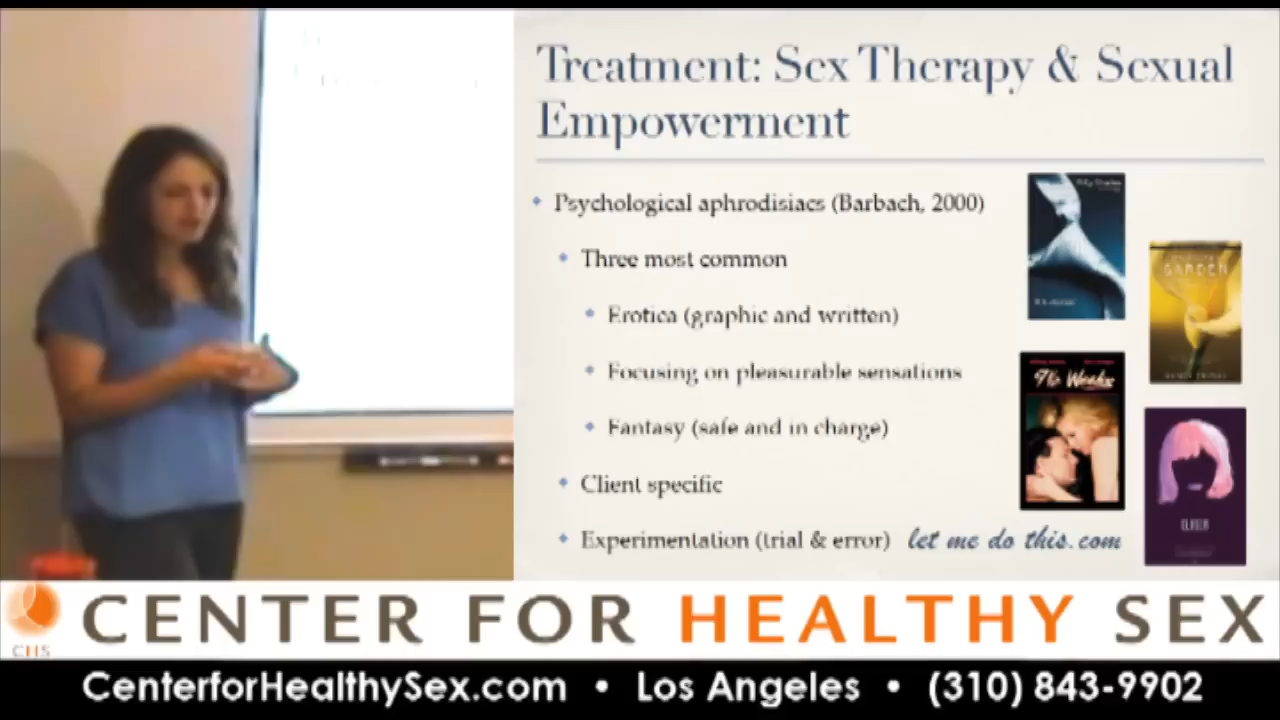 Treatment: Sex Therapy & Sexual
Empowerment
Psychological aphrodisiacs (Barbach, 2000)
Three most common
Erotica (graphic and written)
Focusing on pleasurable sensations
Fantasy (safe and in charge)
Client specific
Experimentation (trial & error) let me do this.com
GARDEN
9½ Weeks
CHS
CENTER FOR HEALTHY SEX
CenterforHealthySex.com • Los Angeles • (310) 843-9902